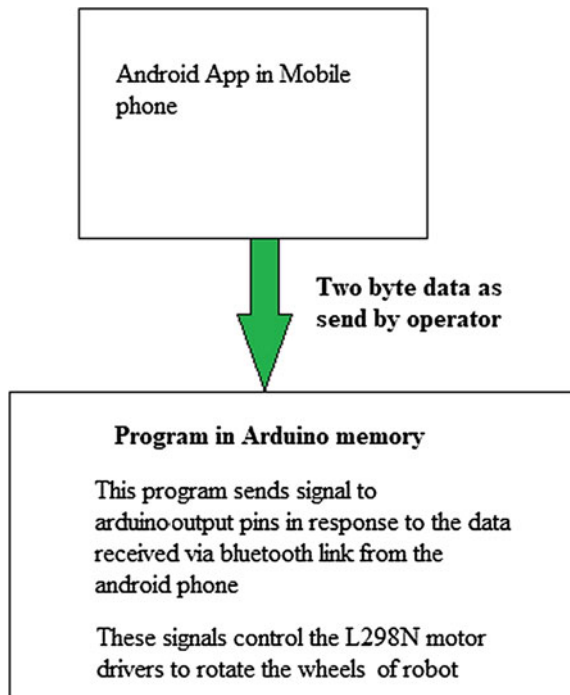 Android App in Mobile
phone
Two byte data as
send by operator
Program in Arduino memory
This program sends signal to
arduino output pins in response to the data
received via bluetooth link from the
android phone
These signals control the L298N motor
drivers to rotate the wheels of robot